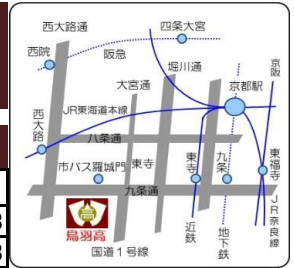 西大路通
四条大宮
西院
阪急
堀川通
京阪
大宮通
京都駅
JR東海道本線
西大路
八条通
市バス羅城門
東寺
東寺
九条
東福寺
九条通
鳥羽高
国道1号線
近鉄
地下鉄
JR奈良線
3
3